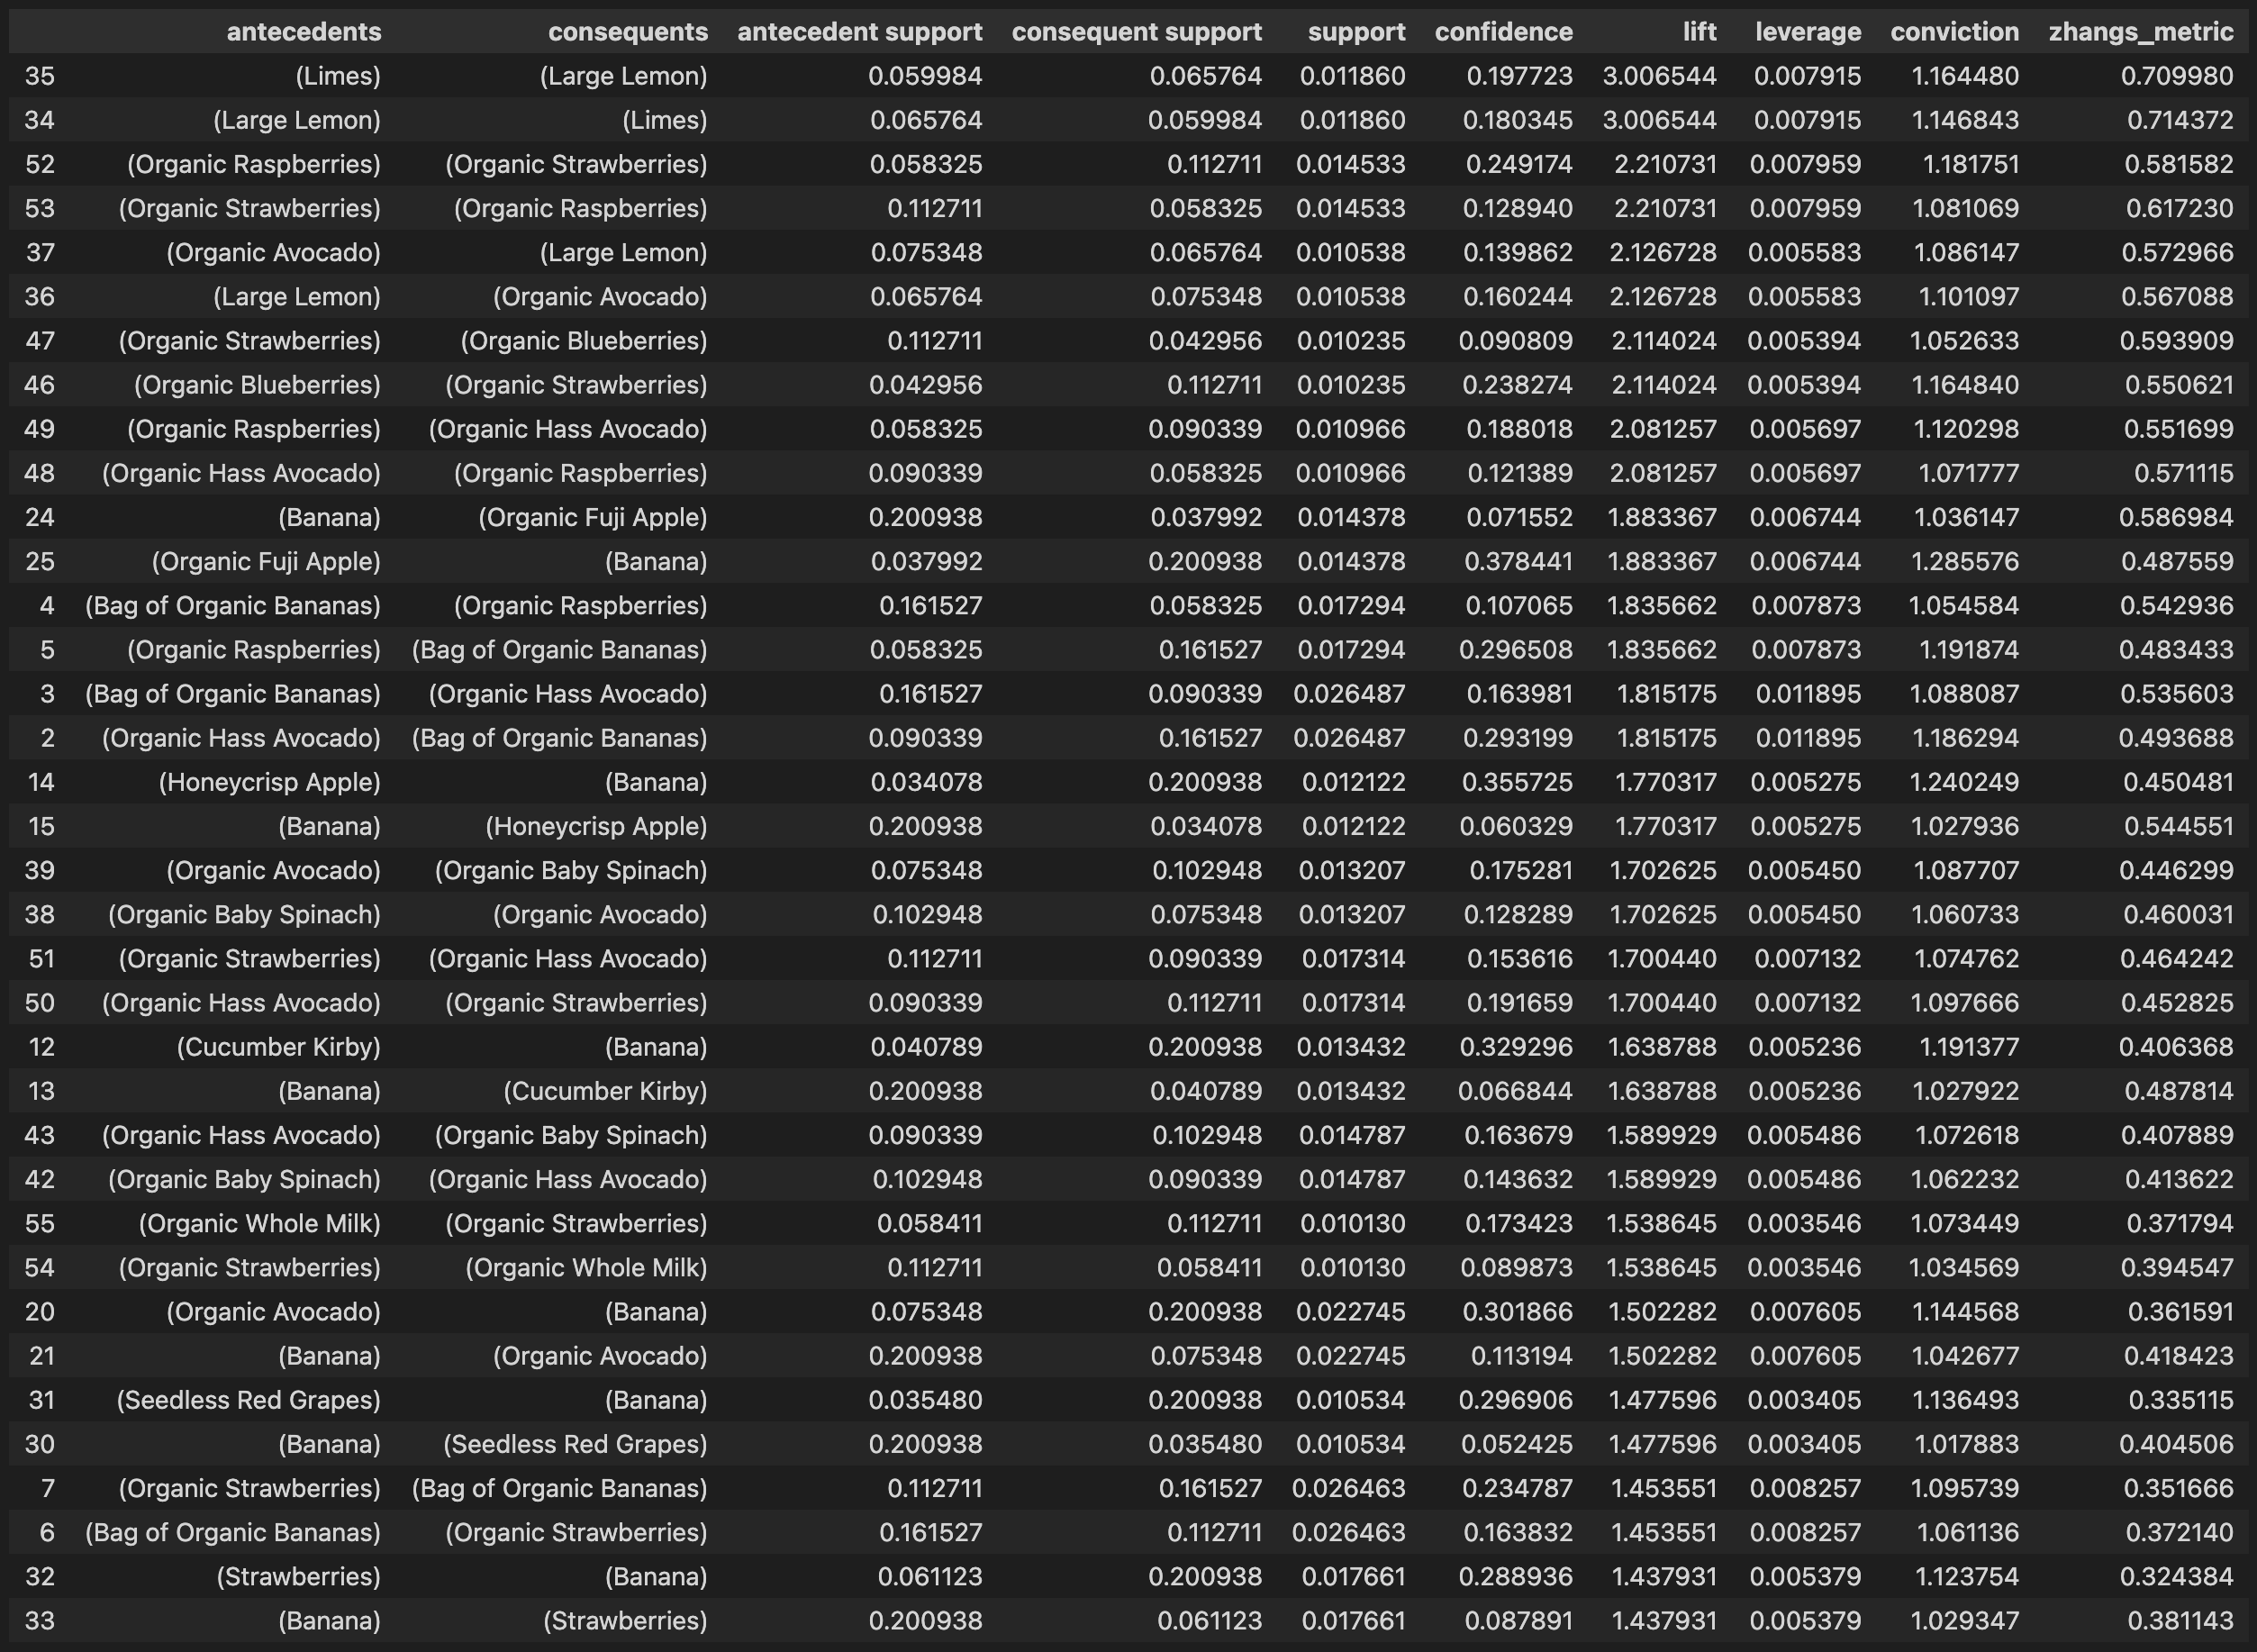 antecedents consequents antecedent support consequent support support confidence lift leverage conviction zhangs_metric
35 (Limes) (Large Lemon) 0.059984 0.065764 0.011860 0.197723 3.006544 0.007915 1.164480 0.709980
34 (Large Lemon) (Limes) 0.065764 0.059984 0.011860 0.180345 3.006544 0.007915 1.146843 0.714372
52 (Organic Raspberries) (Organic Strawberries) 0.058325 0.112711 0.014533 0.249174 2.210731 0.007959 1.181751 0.581582
53 (Organic Strawberries) (Organic Raspberries) 0.112711 0.058325 0.014533 0.128940 2.210731 0.007959 1.081069 0.617230
37 (Organic Avocado) (Large Lemon) 0.075348 0.065764 0.010538 0.139862 2.126728 0.005583 1.086147 0.572966
36 (Large Lemon) (Organic Avocado) 0.065764 0.075348 0.010538 0.160244 2.126728 0.005583 1.101097 0.567088
47 (Organic Strawberries) (Organic Blueberries) 0.112711 0.042956 0.010235 0.090809 2.114024 0.005394 1.052633 0.593909
46 (Organic Blueberries) (Organic Strawberries) 0.042956 0.112711 0.010235 0.238274 2.114024 0.005394 1.164840 0.550621
49 (Organic Raspberries) (Organic Hass Avocado) 0.058325 0.090339 0.010966 0.188018 2.081257 0.005697 1.120298 0.551699
48 (Organic Hass Avocado) (Organic Raspberries) 0.090339 0.058325 0.010966 0.121389 2.081257 0.005697 1.071777 0.571115
24 (Banana) (Organic Fuji Apple) 0.200938 0.037992 0.014378 0.071552 1.883367 0.006744 1.036147 0.586984
25 (Organic Fuji Apple) (Banana) 0.037992 0.200938 0.014378 0.378441 1.883367 0.006744 1.285576 0.487559
4 (Bag of Organic Bananas) (Organic Raspberries) 0.161527 0.058325 0.017294 0.107065 1.835662 0.007873 1.054584 0.542936
5 (Organic Raspberries) (Bag of Organic Bananas) 0.058325 0.161527 0.017294 0.296508 1.835662 0.007873 1.191874 0.483433
3 (Bag of Organic Bananas) (Organic Hass Avocado) 0.161527 0.090339 0.026487 0.163981 1.815175 0.011895 1.088087 0.535603
2 (Organic Hass Avocado) (Bag of Organic Bananas) 0.090339 0.161527 0.026487 0.293199 1.815175 0.011895 1.186294 0.493688
14 (Honeycrisp Apple) (Banana) 0.034078 0.200938 0.012122 0.355725 1.770317 0.005275 1.240249 0.450481
15 (Banana) (Honeycrisp Apple) 0.200938 0.034078 0.012122 0.060329 1.770317 0.005275 1.027936 0.544551
39 (Organic Avocado) (Organic Baby Spinach) 0.075348 0.102948 0.013207 0.175281 1.702625 0.005450 1.087707 0.446299
38 (Organic Baby Spinach) (Organic Avocado) 0.102948 0.075348 0.013207 0.128289 1.702625 0.005450 1.060733 0.460031
51 (Organic Strawberries) (Organic Hass Avocado) 0.112711 0.090339 0.017314 0.153616 1.700440 0.007132 1.074762 0.464242
50 (Organic Hass Avocado) (Organic Strawberries) 0.090339 0.112711 0.017314 0.191659 1.700440 0.007132 1.097666 0.452825
12 (Cucumber Kirby) (Banana) 0.040789 0.200938 0.013432 0.329296 1.638788 0.005236 1.191377 0.406368
13 (Banana) (Cucumber Kirby) 0.200938 0.040789 0.013432 0.066844 1.638788 0.005236 1.027922 0.487814
43 (Organic Hass Avocado) (Organic Baby Spinach) 0.090339 0.102948 0.014787 0.163679 1.589929 0.005486 1.072618 0.407889
42 (Organic Baby Spinach) (Organic Hass Avocado) 0.102948 0.090339 0.014787 0.143632 1.589929 0.005486 1.062232 0.413622
55 (Organic Whole Milk) (Organic Strawberries) 0.058411 0.112711 0.010130 0.173423 1.538645 0.003546 1.073449 0.371794
54 (Organic Strawberries) (Organic Whole Milk) 0.112711 0.058411 0.010130 0.089873 1.538645 0.003546 1.034569 0.394547
20 (Organic Avocado) (Banana) 0.075348 0.200938 0.022745 0.301866 1.502282 0.007605 1.144568 0.361591
21 (Banana) (Organic Avocado) 0.200938 0.075348 0.022745 0.113194 1.502282 0.007605 1.042677 0.418423
31 (Seedless Red Grapes) (Banana) 0.035480 0.200938 0.010534 0.296906 1.477596 0.003405 1.136493 0.335115
30 (Banana) (Seedless Red Grapes) 0.200938 0.035480 0.010534 0.052425 1.477596 0.003405 1.017883 0.404506
7 (Organic Strawberries) (Bag of Organic Bananas) 0.112711 0.161527 0.026463 0.234787 1.453551 0.008257 1.095739 0.351666
6 (Bag of Organic Bananas) (Organic Strawberries) 0.161527 0.112711 0.026463 0.163832 1.453551 0.008257 1.061136 0.372140
32 (Strawberries) (Banana) 0.061123 0.200938 0.017661 0.288936 1.437931 0.005379 1.123754 0.324384
33 (Banana) (Strawberries) 0.200938 0.061123 0.017661 0.087891 1.437931 0.005379 1.029347 0.381143